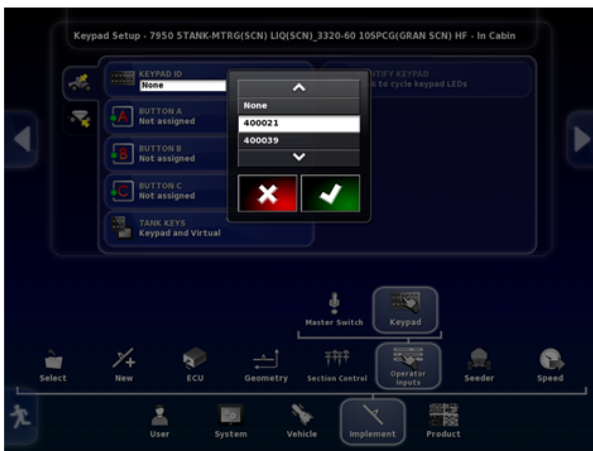 Keypad Setup - 7950 5TANK-MTRG(SCN) LIQ(SCN)_3320-60 10SPCG(GRAN SCN) HF - In Cabin
KEYPAD ID
None
NTIFY KEYPAD
k to cycle keypad LEDs
None
400021
400039
A
BUTTON A
Not assigned
B
BUTTON B
Not assigned
C
BUTTON C
Not assigned
TANK KEYS
Keypad and Virtual
Master Switch
Keypad
Select
New
ECU
Geometry
Section Control
Operator
Inputs
Seeder
Speed
User
System
Vehicle
Implement
Product